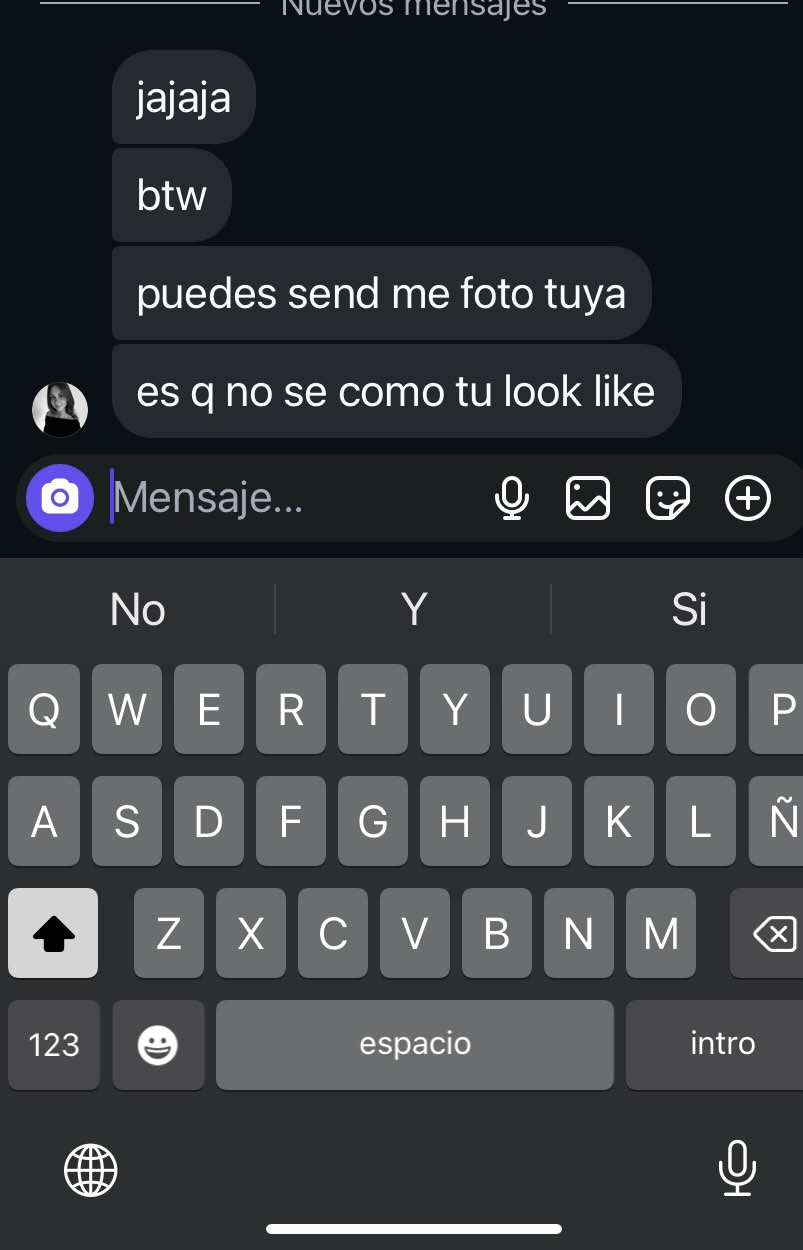 Nuevos mensajes
jajaja
btw
puedes send me foto tuya
es q no se como tu look like
Mensaje...
No Y Si
Q W E R T Y U I O P
A S D F G H J K L Ñ
Z X C V B N M
123 espacio intro